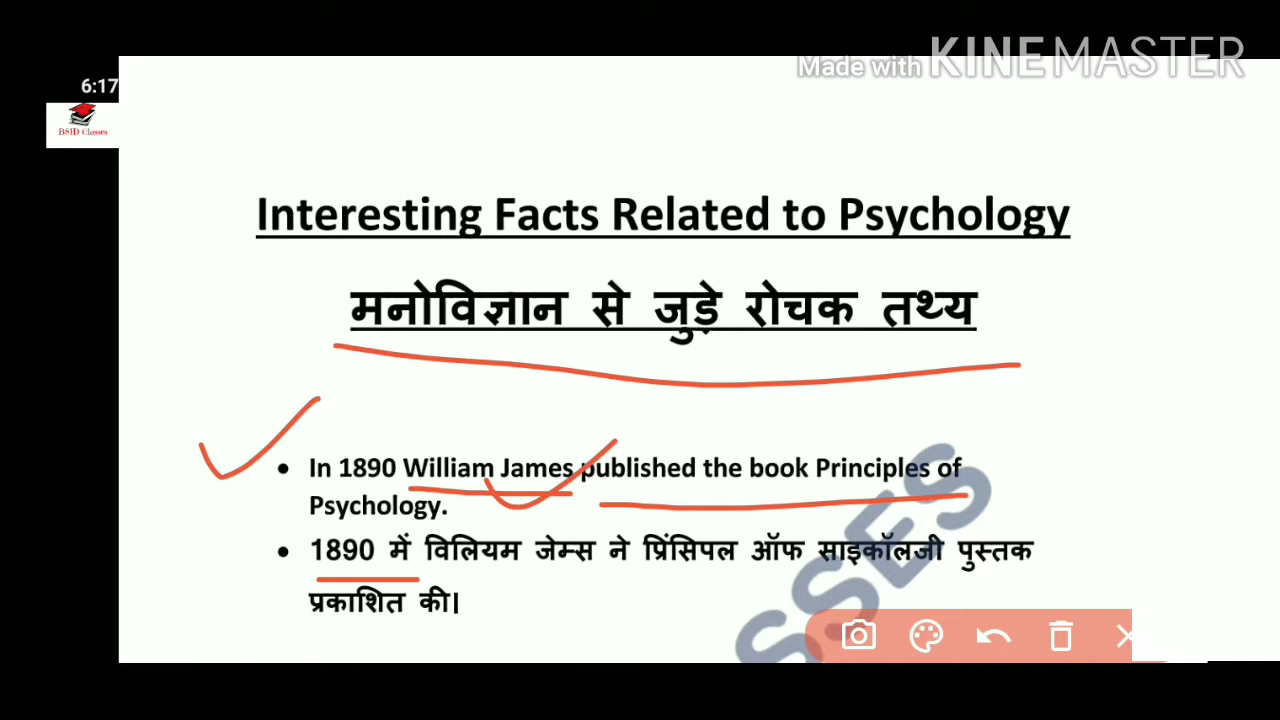 Made with KINEMASTER
6:17
BSID Classes
Interesting Facts Related to Psychology
मनोविज्ञान से जुड़े रोचक तथ्य
• In 1890 William James published the book Principles of
Psychology.
• 1890 में विलियम जेम्स ने प्रिंसिपल ऑफ साइकॉलजी पुस्तक
प्रकाशित की।
SSES